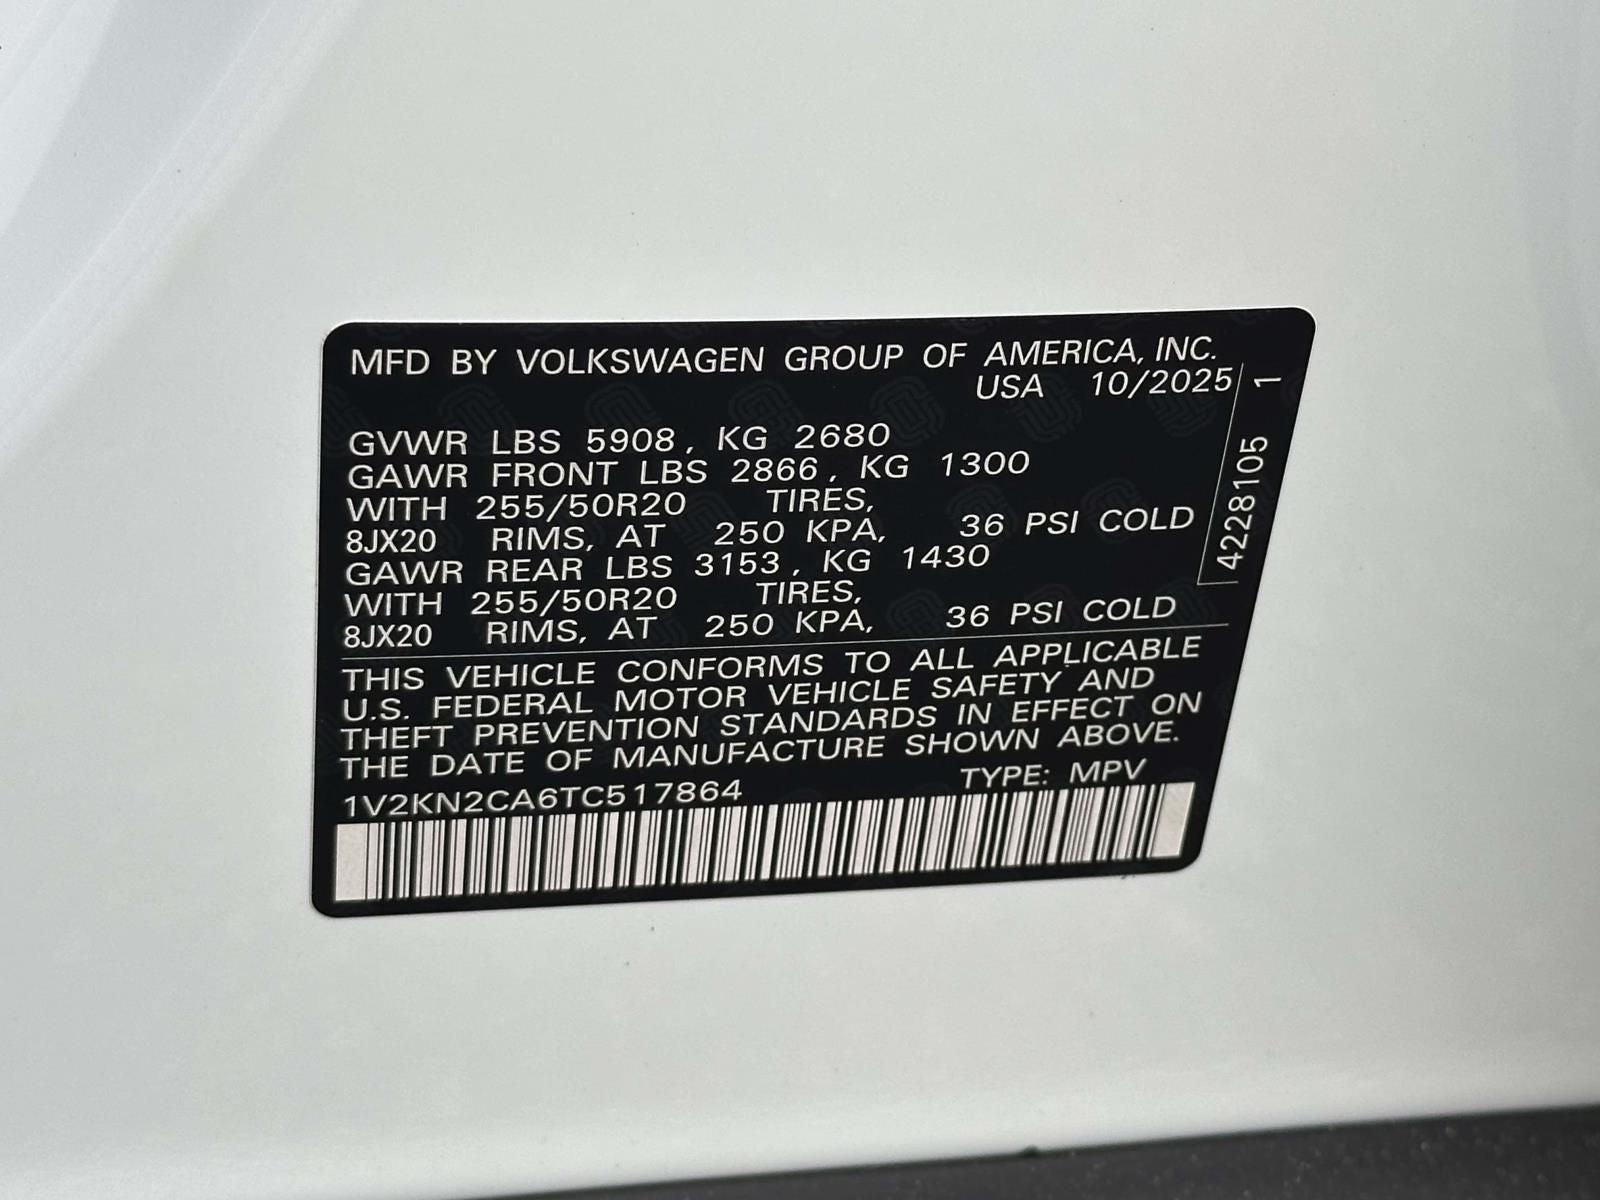 MFD BY VOLKSWAGEN GROUP OF AMERICA, INC.
USA 10/2025
GVWR LBS 5908, KG 2680
GAWR FRONT LBS 2866, KG 1300
WITH 255/50R20 TIRES,
8JX20 RIMS, AT 250 KPA, 36 PSI COLD
GAWR REAR LBS 3153, KG 1430
WITH 255/50R20 TIRES,
8JX20 RIMS, AT 250 KPA, 36 PSI COLD
THIS VEHICLE CONFORMS TO ALL APPLICABLE
U.S. FEDERAL MOTOR VEHICLE SAFETY AND
THEFT PREVENTION STANDARDS IN EFFECT ON
THE DATE OF MANUFACTURE SHOWN ABOVE.
1V2KN2CA6TC517864 TYPE: MPV
4228105 1